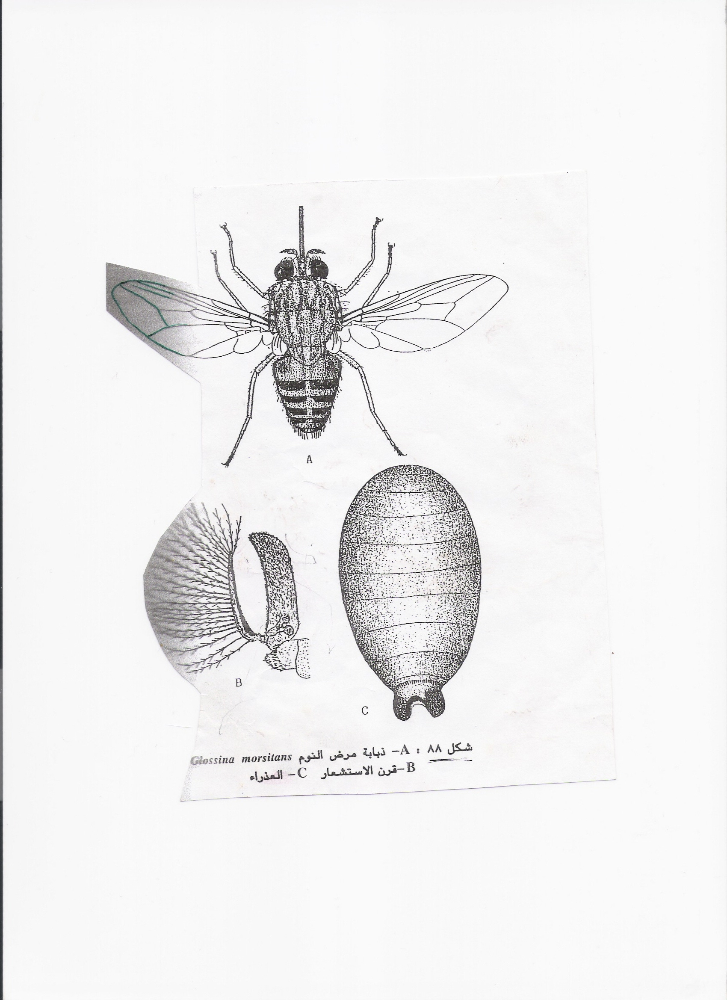 A
B
C
شكل ٨٨ : A- ذبابة مرض النوم Glossina morsitans
B-قرن الاستشعار C- العذراء